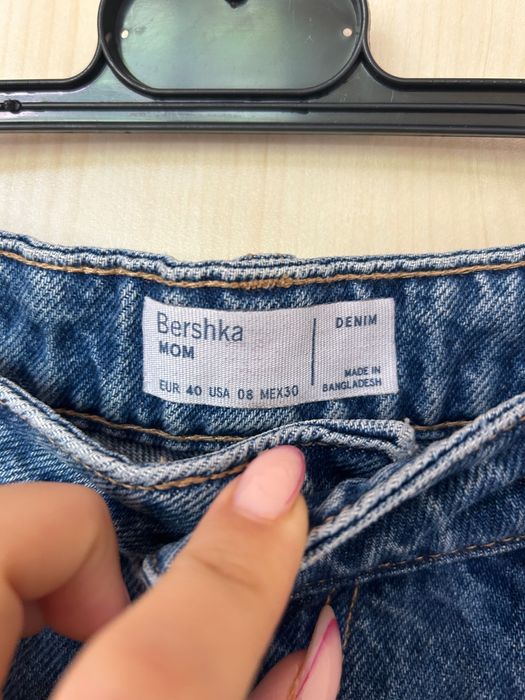 Bershka
MOM
EUR 40 USA 08 MEX30
DENIM
MADE IN
BANGLADESH